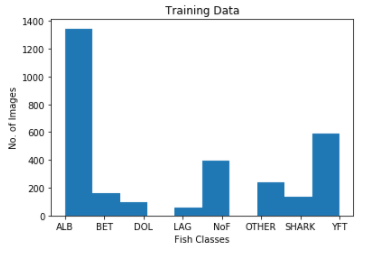 Training Data
1400
1200
1000
800
600
400
200
0
No. of Images
ALB BET DOL LAG NoF OTHER SHARK YFT
Fish Classes